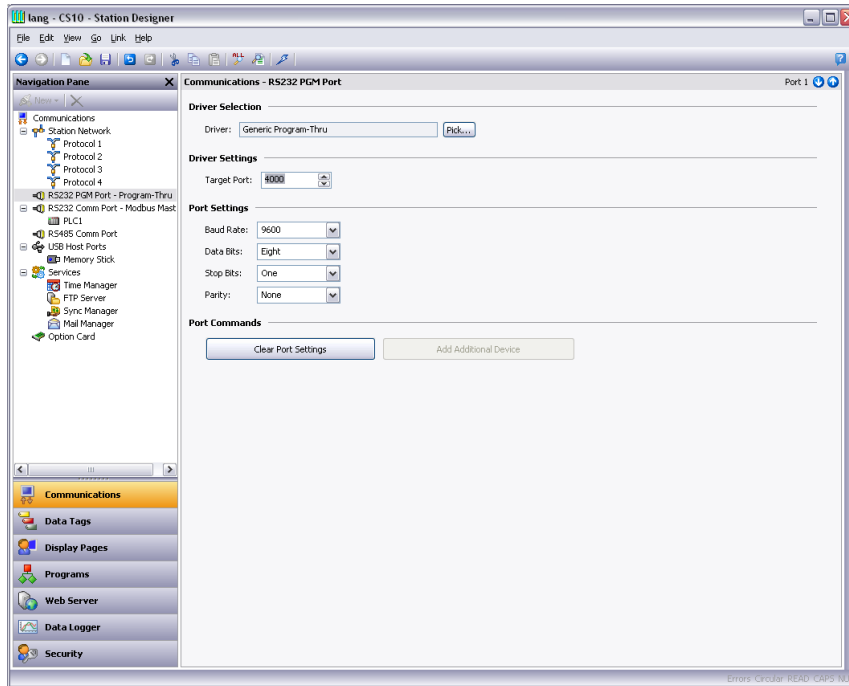 lang - CS10 - Station Designer
File Edit View Go Link Help
Navigation Pane
Communications - RS232 PGM Port
Port 1
New
Communications
Station Network
Protocol 1
Protocol 2
Protocol 3
Protocol 4
RS232 PGM Port - Program-Thru
RS232 Comm Port - Modbus Mast
PLC1
RS485 Comm Port
USB Host Ports
Memory Stick
Services
Time Manager
FTP Server
Sync Manager
Mail Manager
Option Card
Driver Selection
Driver: Generic Program-Thru Pick...
Driver Settings
Target Port: 4000
Port Settings
Baud Rate: 9600
Data Bits: Eight
Stop Bits: One
Parity: None
Port Commands
Clear Port Settings Add Additional Device
Communications
Data Tags
Display Pages
Programs
Web Server
Data Logger
Security
Errors Circular READ CAPS NU